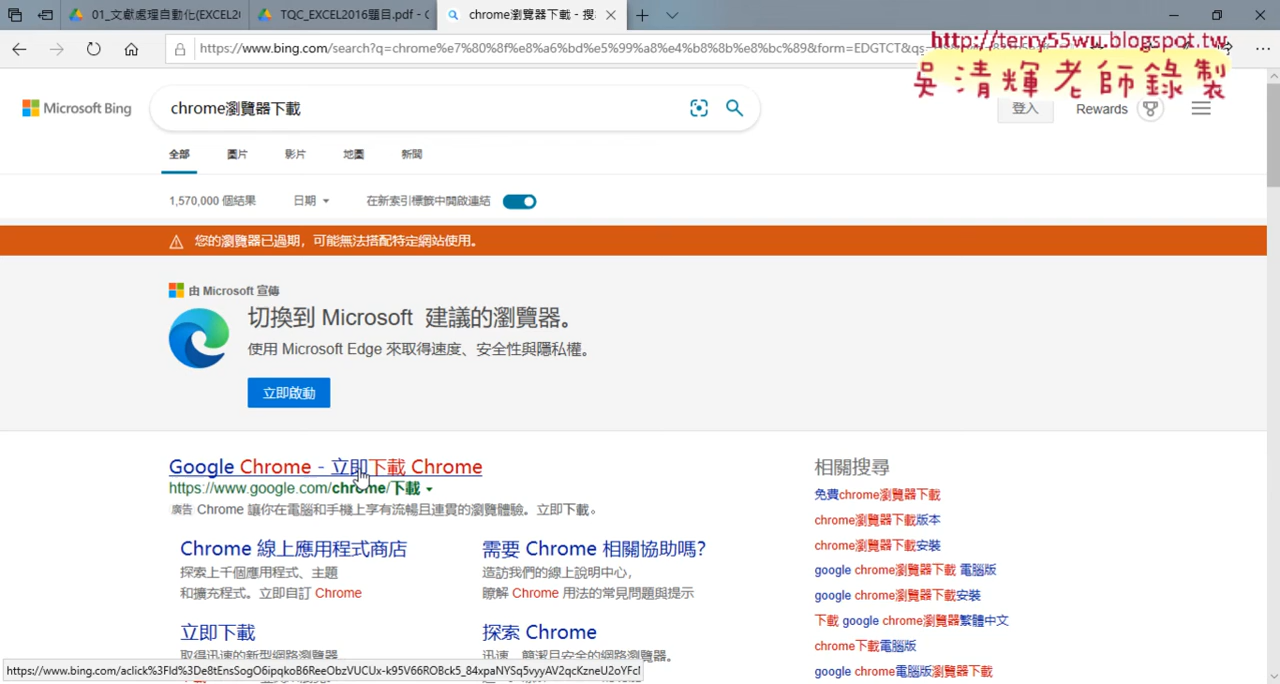 01_文獻處理自動化(EXCEL2(
TQC_EXCEL2016題目.pdf - G
chrome瀏覽器下載 - 搜
https://www.bing.com/search?q=chrome%e7%80%8f%e8%a6%bd%e5%99%a8%e4%b8%8b%e8%bc%89&form=EDGTCT&qs
http://terry55wu.blogspot.tw
吳清輝老師錄製
Microsoft Bing
chrome瀏覽器下載
登入
Rewards
全部 圖片 影片 地圖 新聞
1,570,000 個結果 日期 在新索引標籤中開啟連結
您的瀏覽器已過期，可能無法搭配特定網站使用。
由 Microsoft 宣傳
切換到 Microsoft 建議的瀏覽器。
使用 Microsoft Edge 來取得速度、安全性與隱私權。
立即啟動
Google Chrome - 立即下載 Chrome
https://www.google.com/chrome/下載
廣告 Chrome 讓你在電腦和手機上享有流暢且連貫的瀏覽體驗。立即下載。
Chrome 線上應用程式商店
探索上千個應用程式、主題
和擴充程式。立即自訂 Chrome
需要 Chrome 相關協助嗎?
造訪我們的線上說明中心，
瞭解 Chrome 用法的常見問題與提示
立即下載
取得迅速的新型網路瀏覽器
探索 Chrome
迅速、簡潔且安全的網路瀏覽器。
相關搜尋
免費chrome瀏覽器下載
chrome瀏覽器下載版本
chrome瀏覽器下載安裝
google chrome瀏覽器下載 電腦版
google chrome瀏覽器下載安裝
下載 google chrome瀏覽器繁體中文
chrome下載電腦版
google chrome電腦版瀏覽器下載